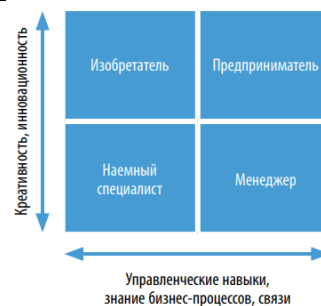 Креативность, инновационность
Изобретатель
Предприниматель
Наемный
специалист
Менеджер
Управленческие навыки,
знание бизнес-процессов, связи